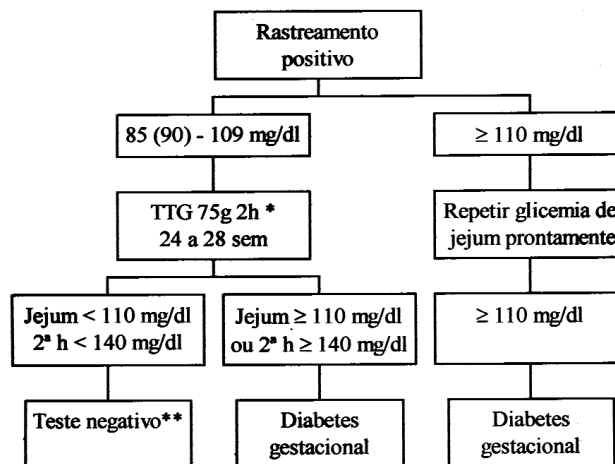 Rastreamento
positivo
85 (90) - 109 mg/dl
≥ 110 mg/dl
TTG 75g 2h *
24 a 28 sem
Repetir glicemia de
jejum prontamente
Jejum < 110 mg/dl
2ª h < 140 mg/dl
Jejum ≥ 110 mg/dl
ou 2ª h ≥ 140 mg/dl
≥ 110 mg/dl
Teste negativo**
Diabetes
gestacional
Diabetes
gestacional